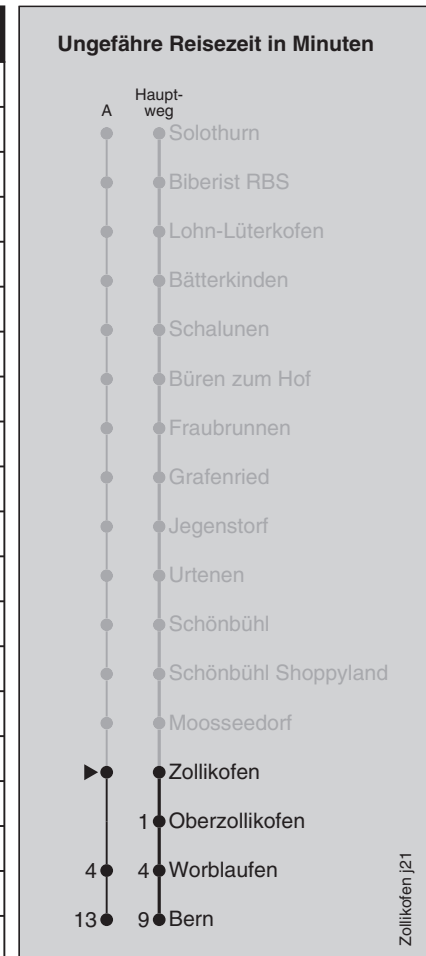 Ungefähre Reisezeit in Minuten
A
Haupt-
weg
Solothurn
Biberist RBS
Lohn-Lüterkofen
Bätterkinden
Schalunen
Büren zum Hof
Fraubrunnen
Grafenried
Jegenstorf
Urtenen
Schönbühl
Schönbühl Shoppyland
Moosseedorf
Zollikofen
1 Oberzollikofen
4 4 Worblaufen
13 9 Bern
Zollikofen j21